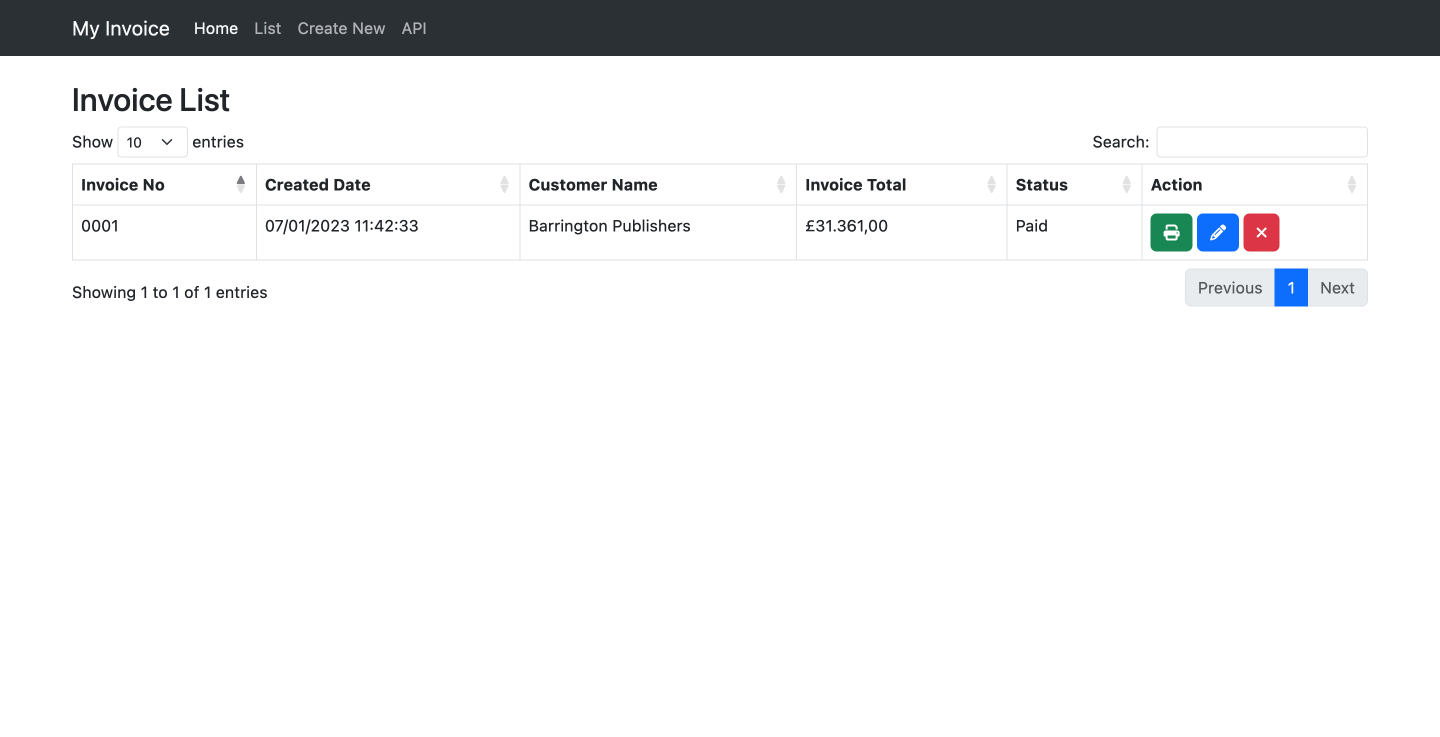 My Invoice Home List Create New API
Invoice List
Show 10 entries Search:
Invoice No Created Date Customer Name Invoice Total Status Action
0001 07/01/2023 11:42:33 Barrington Publishers £31.361,00 Paid
Showing 1 to 1 of 1 entries Previous 1 Next